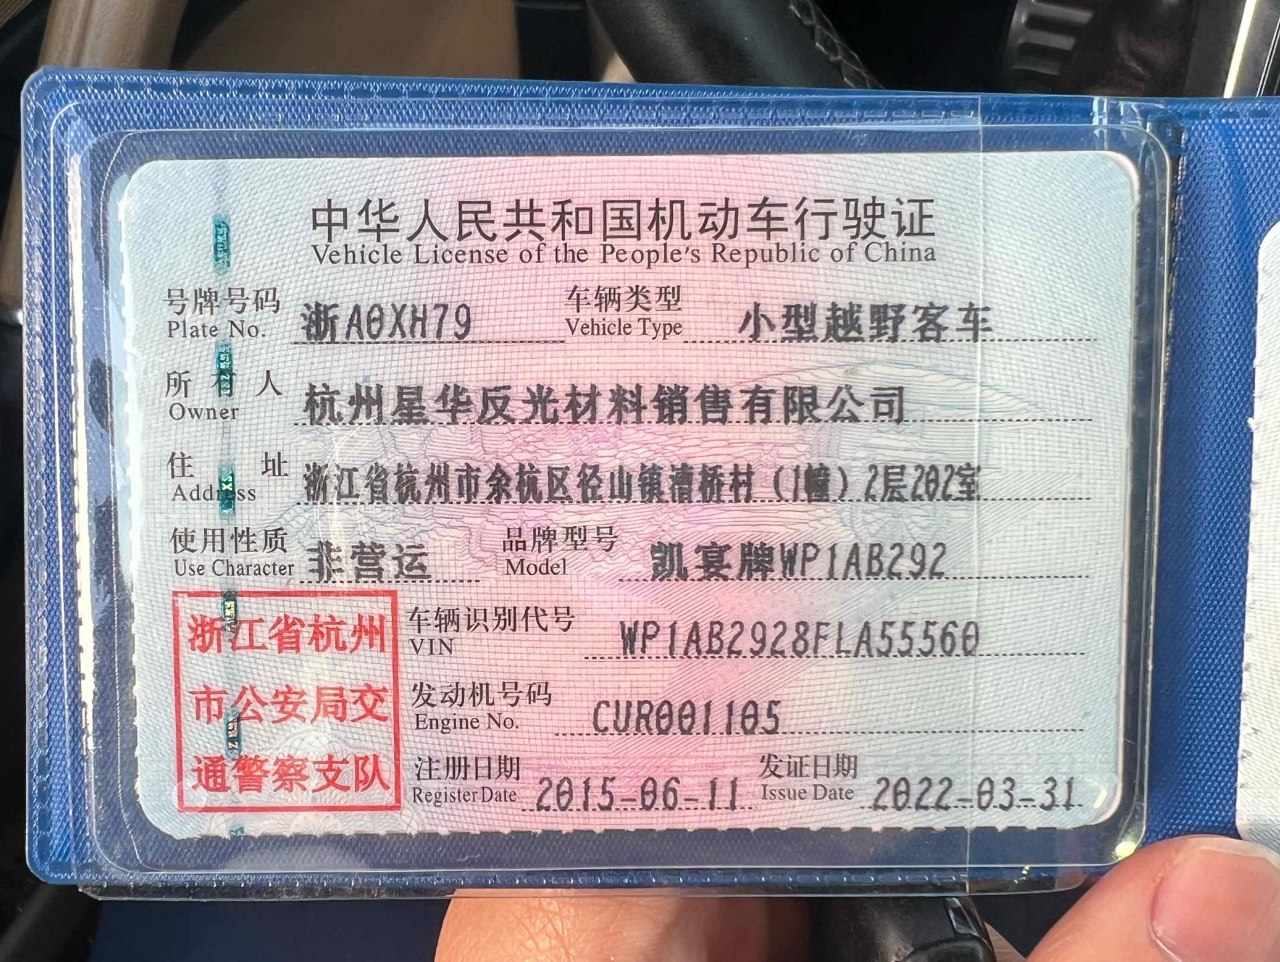 中华人民共和国机动车行驶证
Vehicle License of the People's Republic of China
号牌号码 浙A0XH79 车辆类型 小型越野客车
Plate No. Vehicle Type
所有人 杭州星华反光材料销售有限公司
Owner
住址 浙江省杭州市余杭区径山镇漕桥村（1幢）2层202室
Address
使用性质 非营运 品牌型号 凯宴牌WP1AB292
Use Character Model
浙江省杭州
市公安局交
通警察支队
车辆识别代号 WP1AB2928FLA55560
VIN
发动机号码 CUR001105
Engine No.
注册日期 2015-06-11 发证日期 2022-03-31
Register Date Issue Date